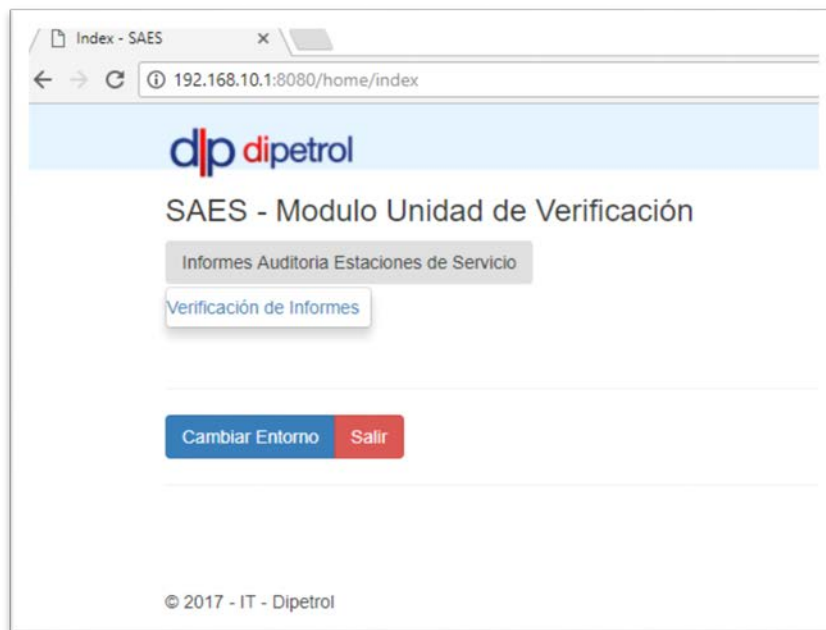 Index - SAES
192.168.10.1:8080/home/index
dp dipetrol
SAES - Modulo Unidad de Verificación
Informes Auditoria Estaciones de Servicio
Verificación de Informes
Cambiar Entorno Salir
© 2017 - IT - Dipetrol